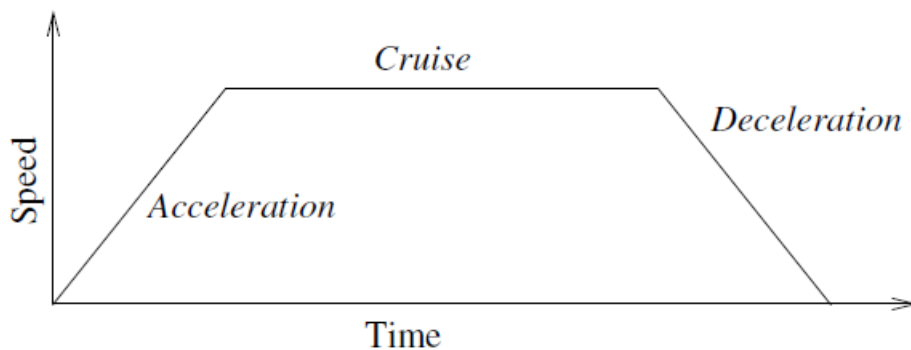 Cruise
Deceleration
Speed
Acceleration
Time